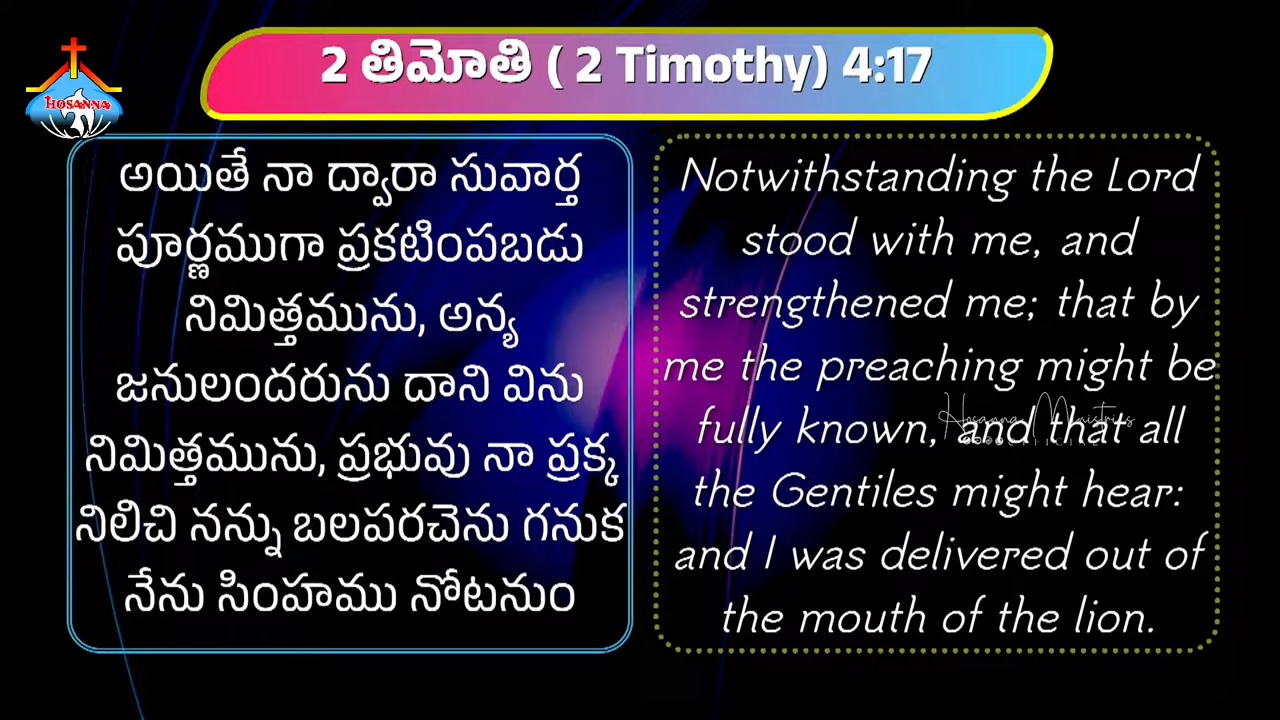 2 తిమోతి ( 2 Timothy) 4:17
HOSANNA
అయితే నా ద్వారా సువార్త
పూర్ణముగా ప్రకటింపబడు
నిమిత్తమును, అన్య
జనులందరును దాని విను
నిమిత్తమును, ప్రభువు నా ప్రక్క
నిలిచి నన్ను బలపరచెను గనుక
నేను సింహము నోటనుం
Notwithstanding the Lord
stood with me, and
strengthened me; that by
me the preaching might be
fully known, and that all
the Gentiles might hear:
and I was delivered out of
the mouth of the lion.
Hosanna Ministries